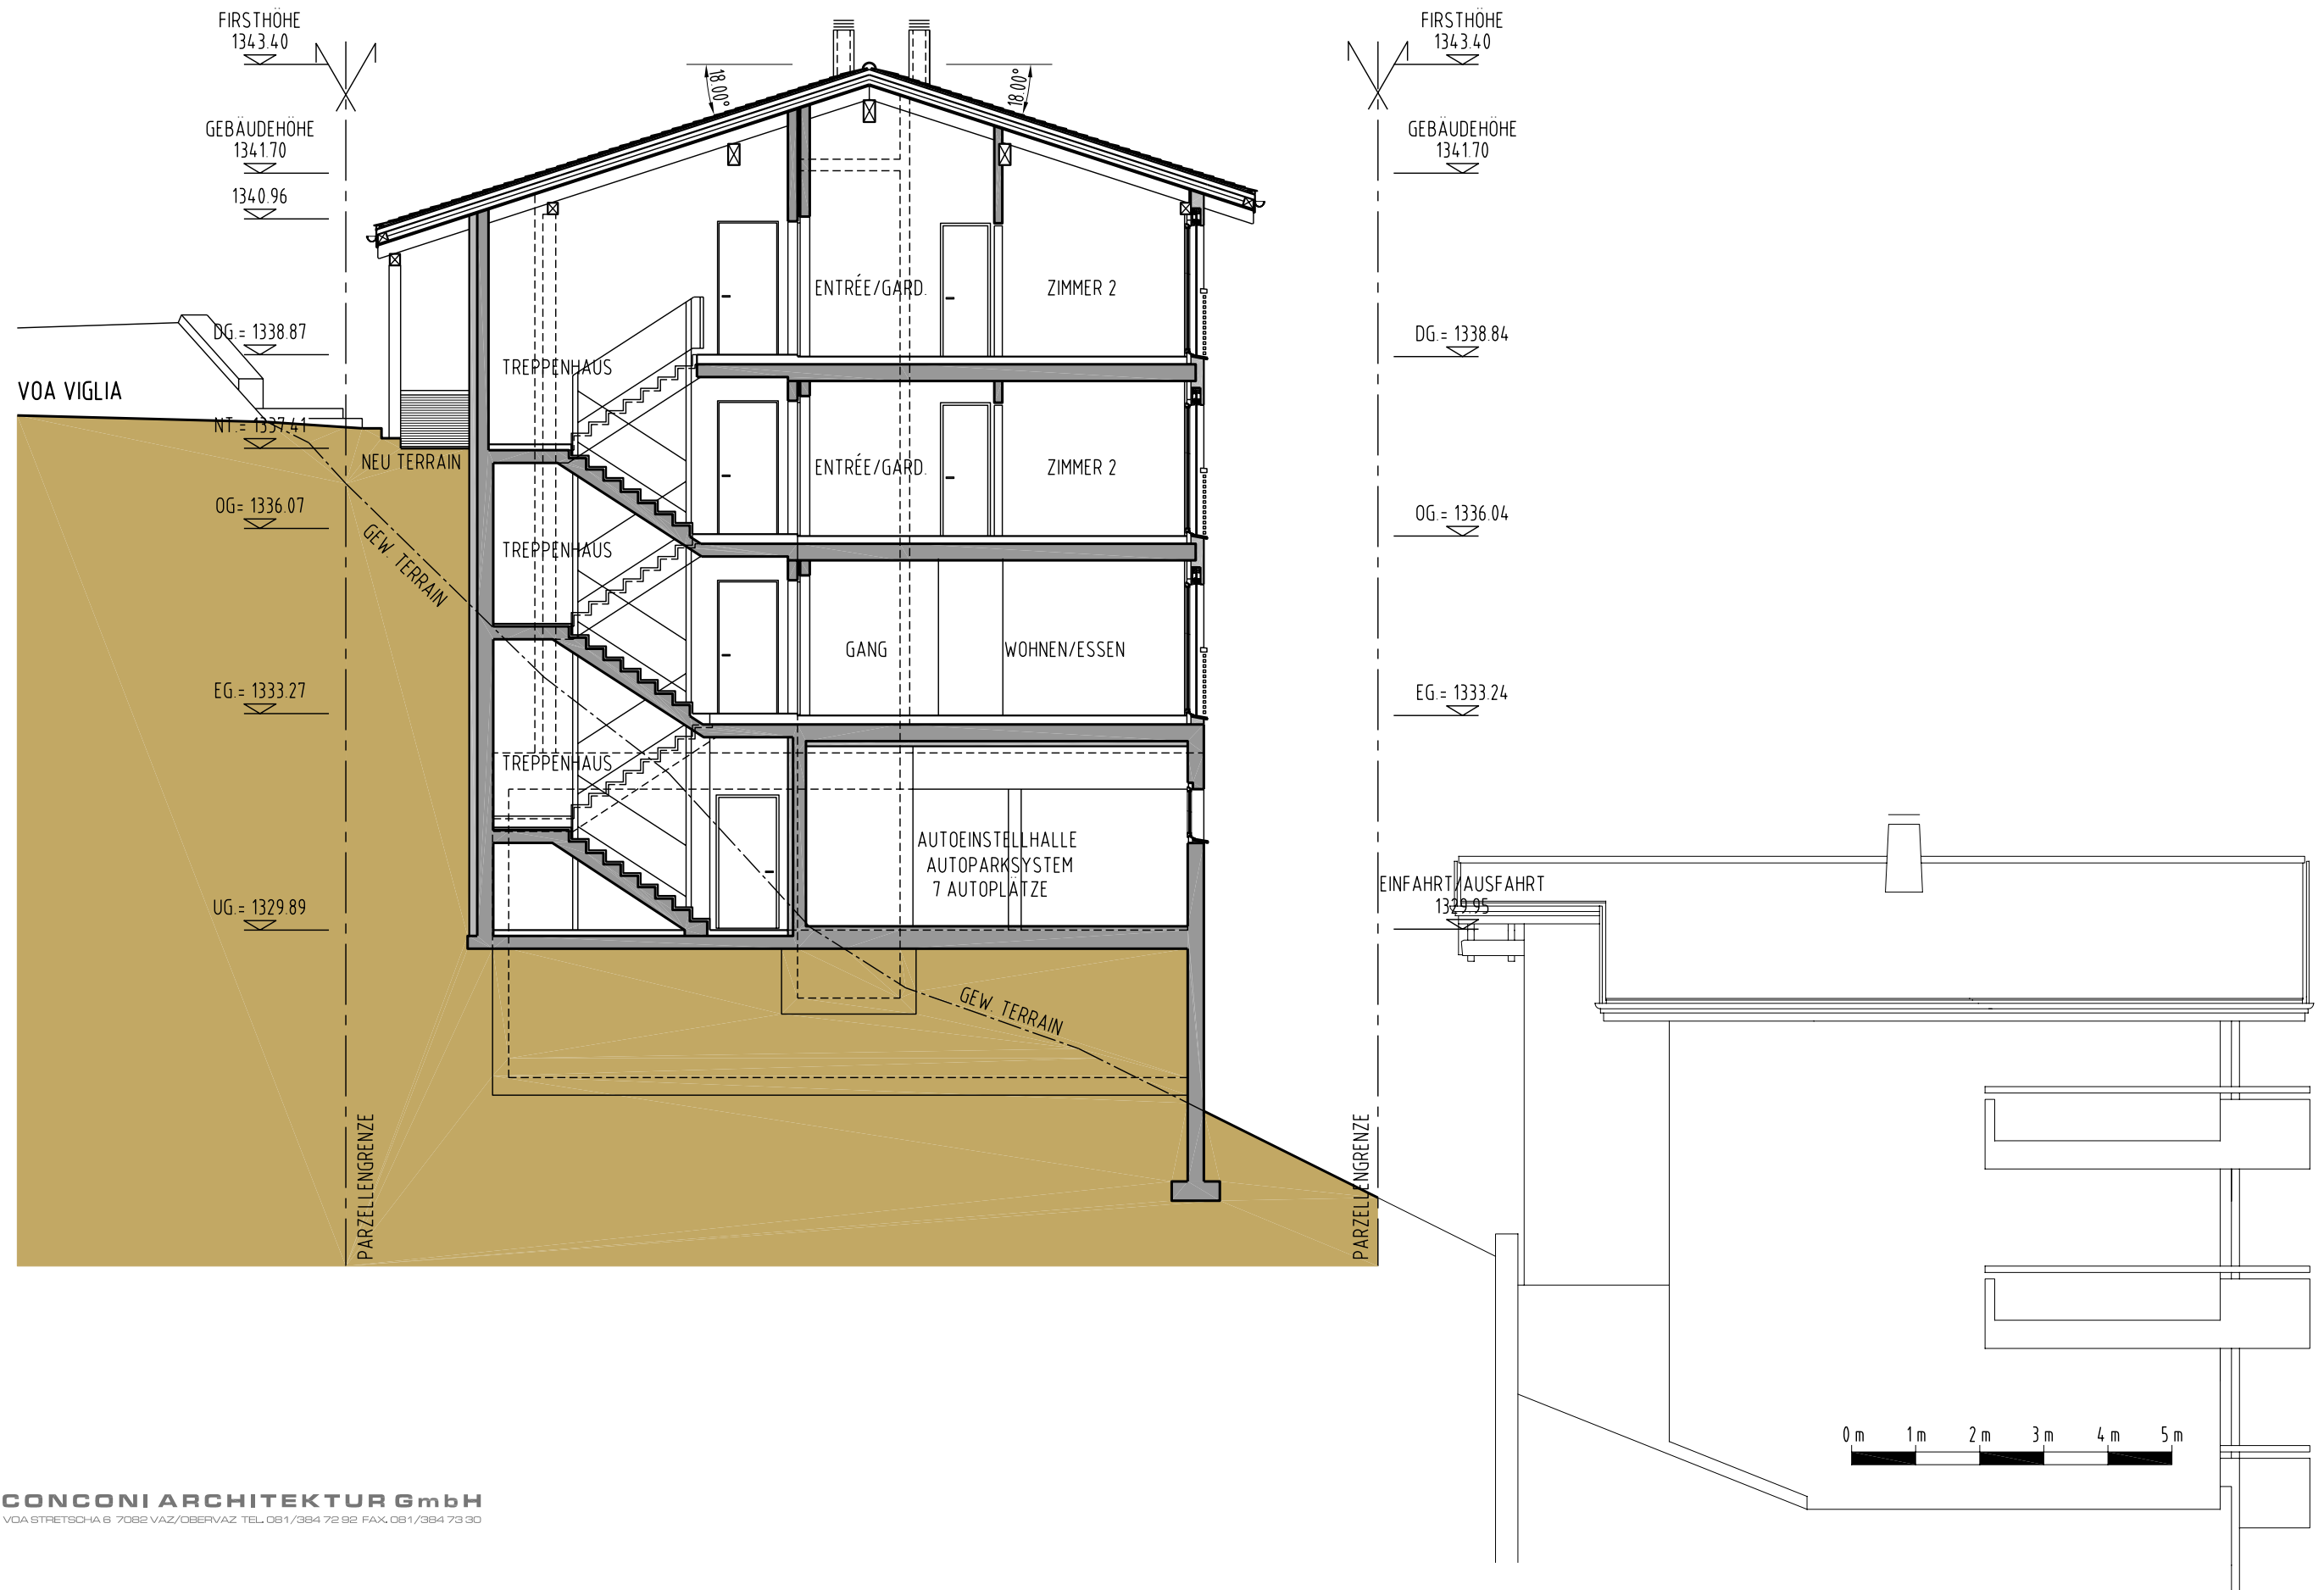 FIRSTHÖHE
1343.40
GEBÄUDEHÖHE
1341.70
1340.96
DG.= 1338.87
VOA VIGLIA
NT.= 1337.41
NEU TERRAIN
OG= 1336.07
GEW. TERRAIN
EG.= 1333.27
UG.= 1329.89
PARZELLENGRENZE
18.00°
18.00°
ENTRÉE/GARD.
ZIMMER 2
TREPPENHAUS
ENTRÉE/GARD.
ZIMMER 2
TREPPENHAUS
GANG
WOHNEN/ESSEN
TREPPENHAUS
AUTOEINSTELLHALLE
AUTOPARKSYSTEM
7 AUTOPLÄTZE
GEW. TERRAIN
PARZELLENGRENZE
FIRSTHÖHE
1343.40
GEBÄUDEHÖHE
1341.70
DG.= 1338.84
OG.= 1336.04
EG.= 1333.24
EINFAHRT/AUSFAHRT
1329.95
0 m 1 m 2 m 3 m 4 m 5 m
CONCONI ARCHITEKTUR GmbH
VOA STRETSCHA 6 7082 VAZ/OBERVAZ TEL. 081/384 72 92 FAX. 081/384 73 30